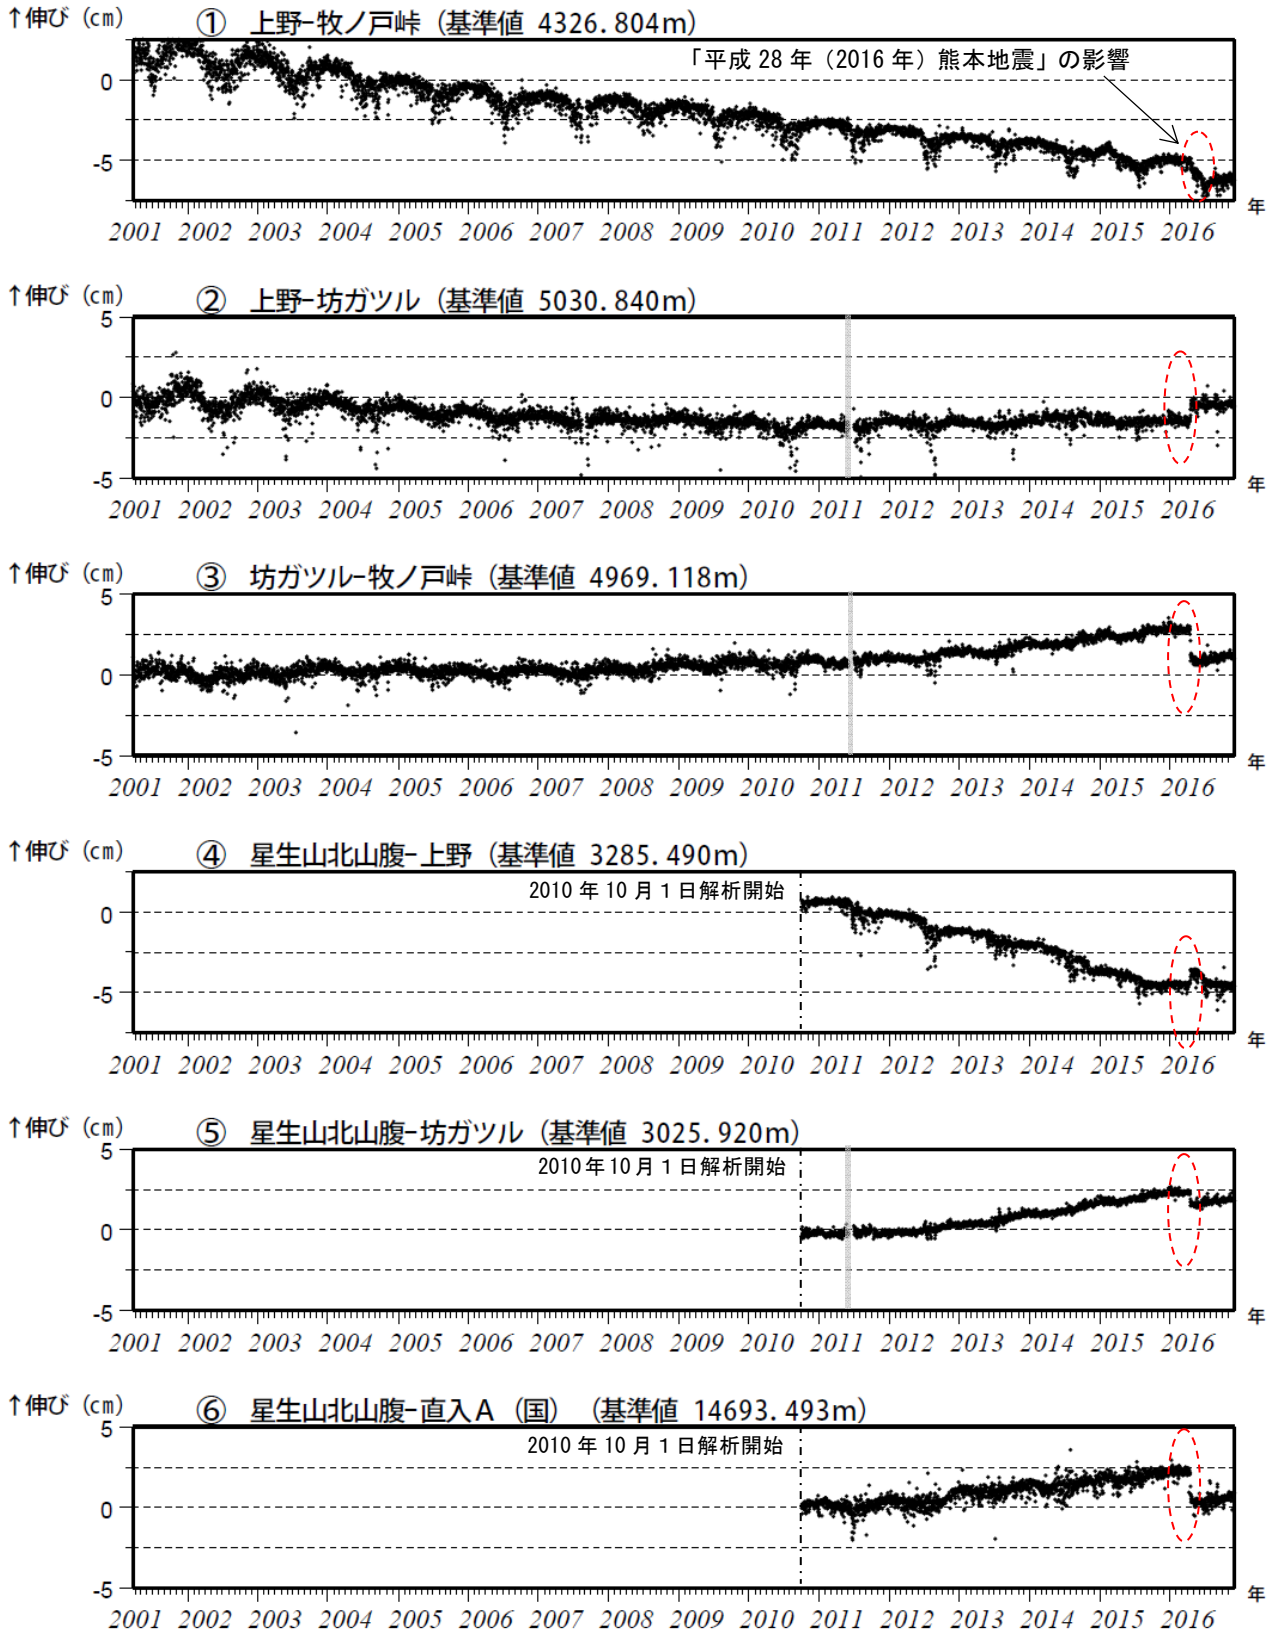 ↑伸び (cm) ① 上野−牧ノ戸峠 (基準値 4326.804m)
「平成 28 年（2016 年）熊本地震」の影響
0
-5
年
2001 2002 2003 2004 2005 2006 2007 2008 2009 2010 2011 2012 2013 2014 2015 2016
↑伸び (cm) ② 上野−坊ガツル (基準値 5030.840m)
5
0
-5
年
2001 2002 2003 2004 2005 2006 2007 2008 2009 2010 2011 2012 2013 2014 2015 2016
↑伸び (cm) ③ 坊ガツル−牧ノ戸峠 (基準値 4969.118m)
5
0
-5
年
2001 2002 2003 2004 2005 2006 2007 2008 2009 2010 2011 2012 2013 2014 2015 2016
↑伸び (cm) ④ 星生山北山腹−上野 (基準値 3285.490m)
2010 年 10 月 1 日解析開始
0
-5
年
2001 2002 2003 2004 2005 2006 2007 2008 2009 2010 2011 2012 2013 2014 2015 2016
↑伸び (cm) ⑤ 星生山北山腹−坊ガツル (基準値 3025.920m)
5
2010 年 10 月 1 日解析開始
0
-5
年
2001 2002 2003 2004 2005 2006 2007 2008 2009 2010 2011 2012 2013 2014 2015 2016
↑伸び (cm) ⑥ 星生山北山腹−直入A（国）(基準値 14693.493m)
5
2010 年 10 月 1 日解析開始
0
-5
年
2001 2002 2003 2004 2005 2006 2007 2008 2009 2010 2011 2012 2013 2014 2015 2016